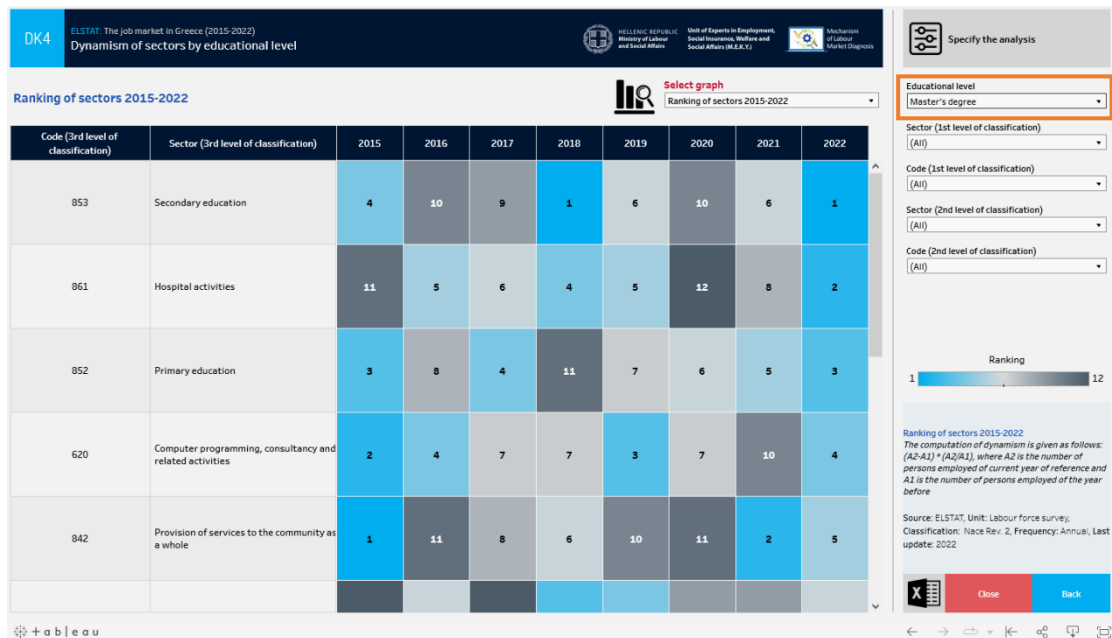 DK4
ELSTAT: The job market in Greece (2015-2022)
Dynamism of sectors by educational level
HELLENIC REPUBLIC
Ministry of Labour
and Social Affairs
Unit of Experts in Employment,
Social Insurance, Welfare and
Social Affairs (M.E.K.Y.)
Mechanism
of Labour
Market Diagnosis
Specify the analysis
Ranking of sectors 2015-2022
Select graph
Ranking of sectors 2015-2022
Educational level
Master's degree
Sector (1st level of classification)
(All)
Code (1st level of classification)
(All)
Sector (2nd level of classification)
(All)
Code (2nd level of classification)
(All)
Code (3rd level of
classification)
Sector (3rd level of classification)
2015 2016 2017 2018 2019 2020 2021 2022
853 Secondary education 4 10 9 1 6 10 6 1
861 Hospital activities 11 5 6 4 5 12 8 2
852 Primary education 3 8 4 11 7 6 5 3
620 Computer programming, consultancy and
related activities 2 4 7 7 3 7 10 4
842 Provision of services to the community as
a whole 1 11 8 6 10 11 2 5
Ranking
1 12
Ranking of sectors 2015-2022
The computation of dynamism is given as follows:
(A2-A1) * (A2/A1), where A2 is the number of
persons employed of current year of reference and
A1 is the number of persons employed of the year
before
Source: ELSTAT, Unit: Labour force survey,
Classification: Nace Rev. 2, Frequency: Annual, Last
update: 2022
X
Close
Back
+ a b | e a u